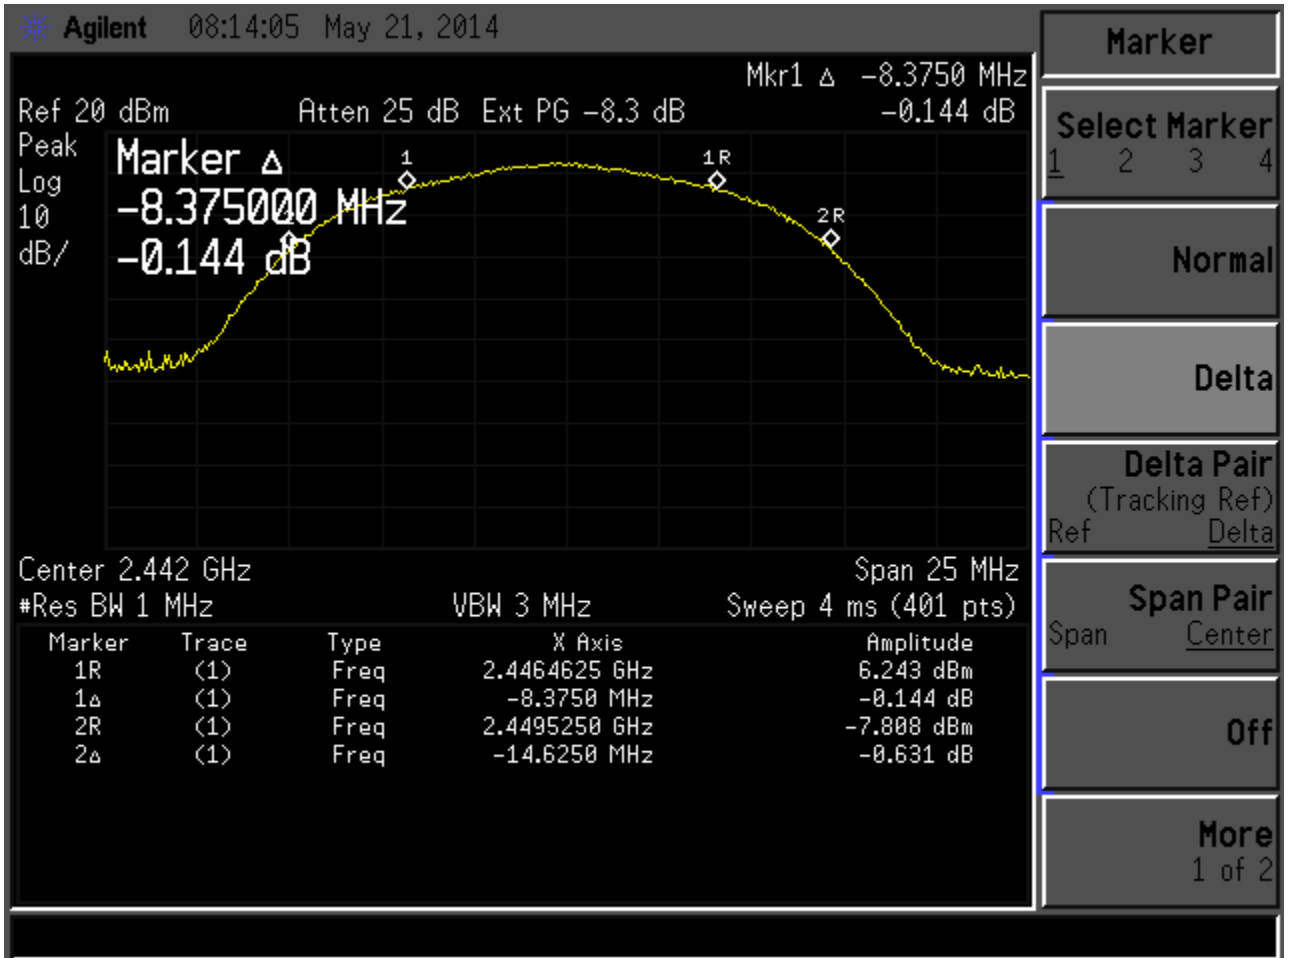 Agilent 08:14:05 May 21, 2014
Mkr1 Δ -8.3750 MHz
Ref 20 dBm Atten 25 dB Ext PG -8.3 dB -0.144 dB
Peak
Log
10
dB/
Marker Δ
-8.375000 MHz
-0.144 dB
1
1R
2R
Center 2.442 GHz Span 25 MHz
#Res BW 1 MHz VBW 3 MHz Sweep 4 ms (401 pts)
Marker Trace Type X Axis Amplitude
1R (1) Freq 2.4464625 GHz 6.243 dBm
1Δ (1) Freq -8.3750 MHz -0.144 dB
2R (1) Freq 2.4495250 GHz -7.808 dBm
2Δ (1) Freq -14.6250 MHz -0.631 dB
Marker
Select Marker
1 2 3 4
Normal
Delta
Delta Pair
(Tracking Ref)
Ref Delta
Span Pair
Span Center
Off
More
1 of 2